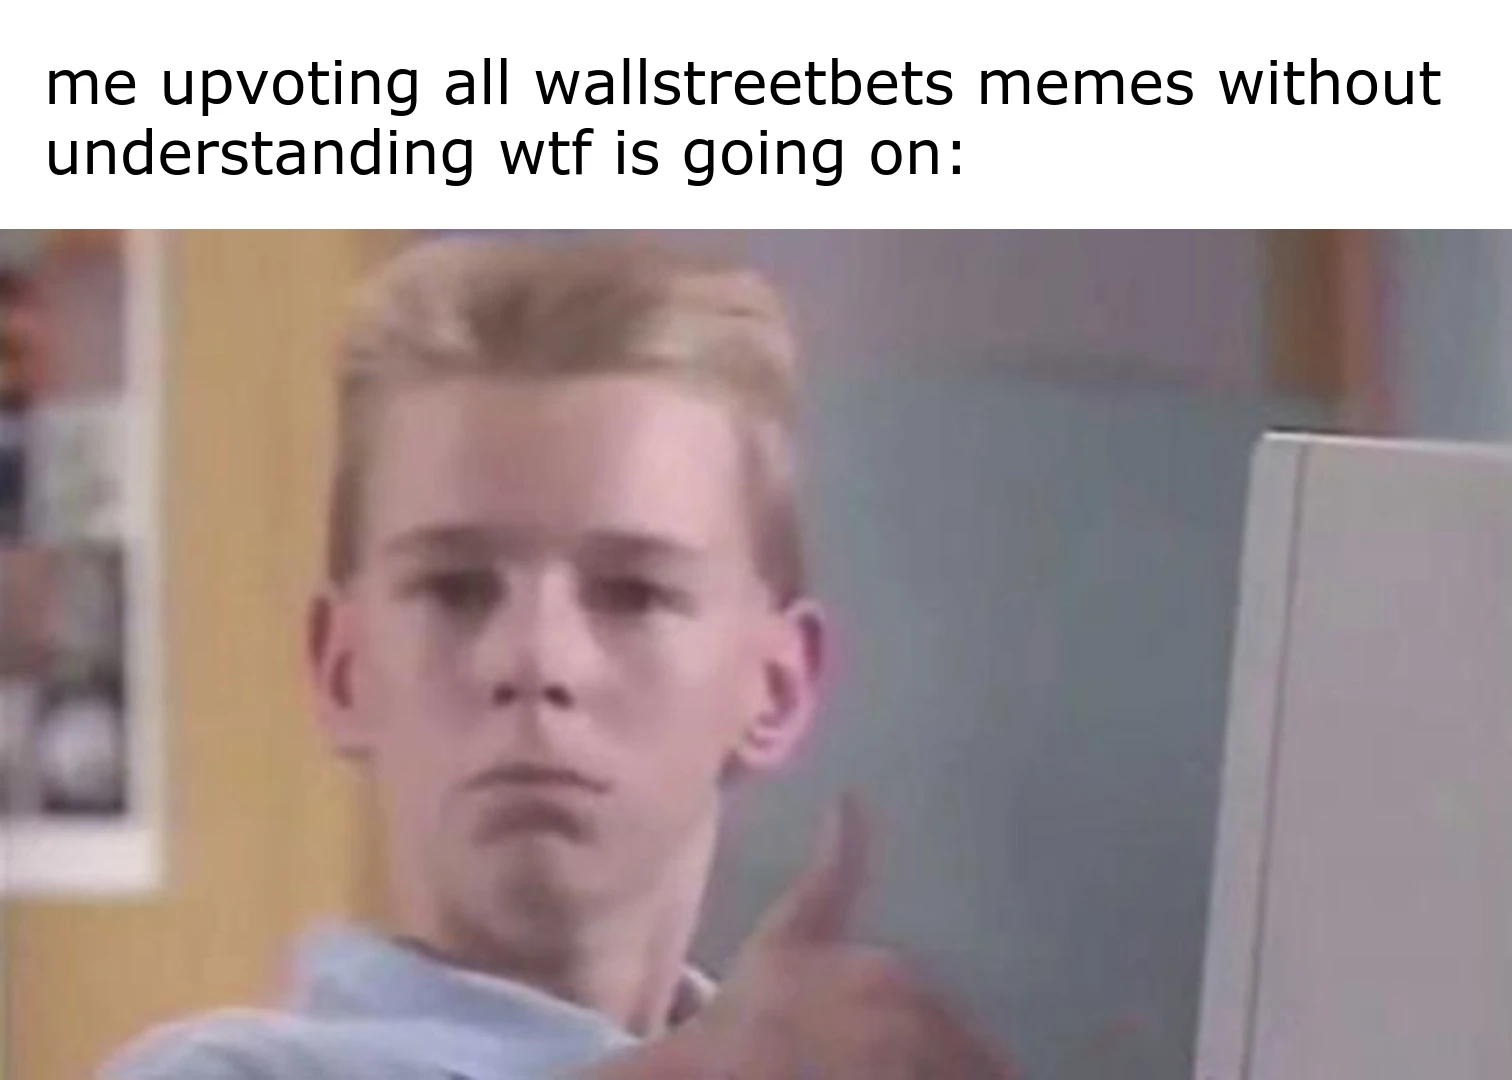 me upvoting all wallstreetbets memes without
understanding wtf is going on: